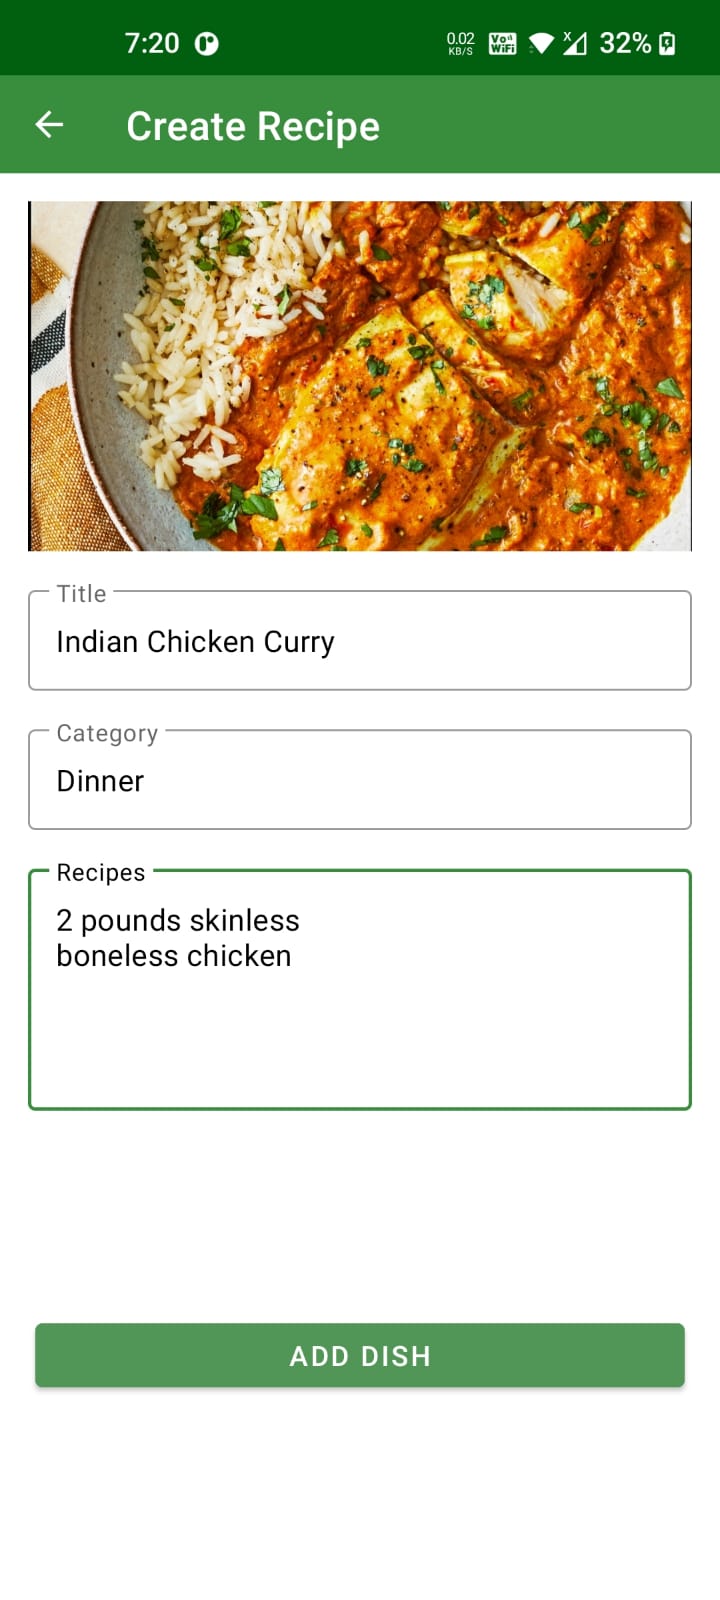 7:20
0.02
KB/S
Vo
WiFi
X
32%
Create Recipe
Title
Indian Chicken Curry
Category
Dinner
Recipes
2 pounds skinless
boneless chicken
ADD DISH